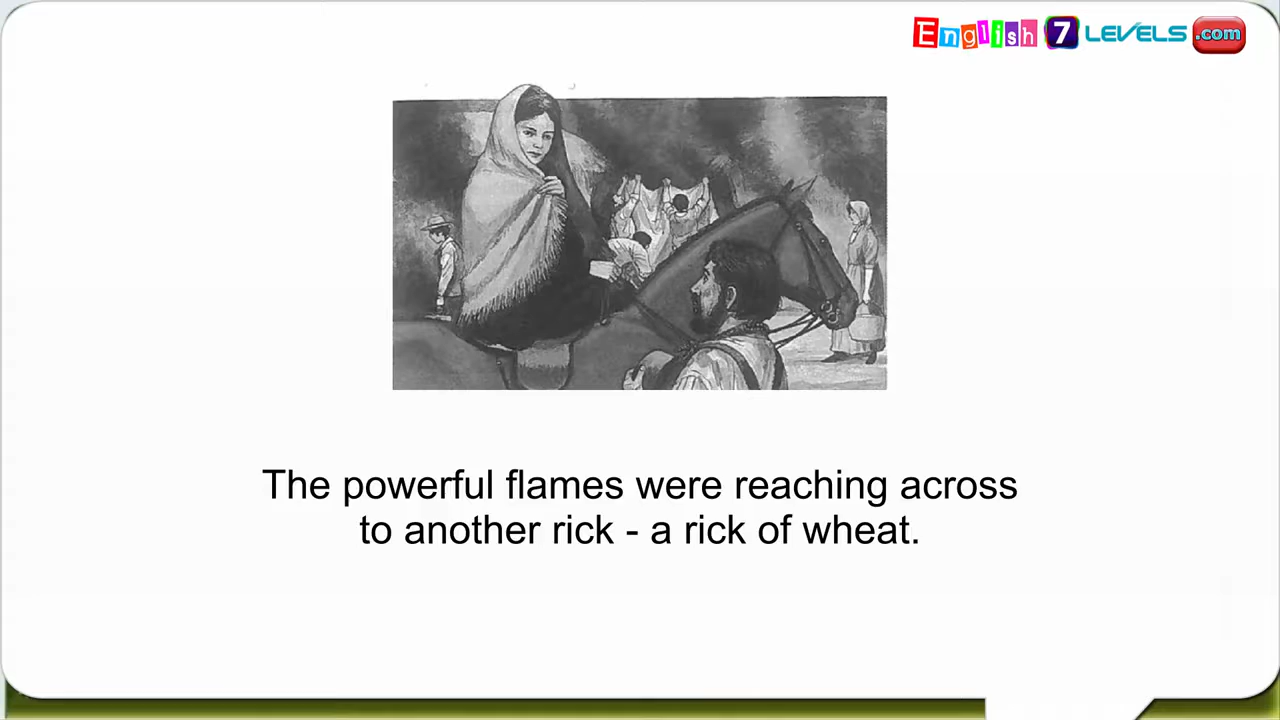 English 7 LEVELS .com
The powerful flames were reaching across
to another rick - a rick of wheat.